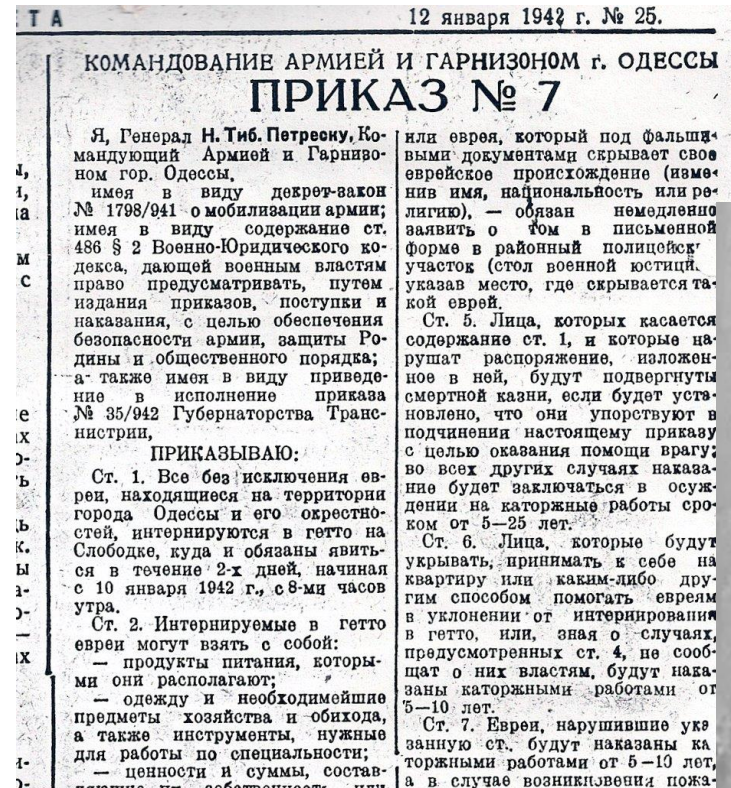 ЕТА
12 января 1942 г. № 25.
КОМАНДОВАНИЕ АРМИЕЙ И ГАРНИЗОНОМ г. ОДЕССЫ
ПРИКАЗ № 7
Я, Генерал Н. Тиб. Петреску, Ко-
мандующий Армией и Гарнизо-
ном гор. Одессы.
имея в виду декрет-закон
№ 1798/941 о мобилизации армии;
имея в виду содержание ст.
486 § 2 Военно-Юридического ко-
декса, дающей военным властям
право предусматривать, путем
издания приказов, поступки и
наказания, с целью обеспечения
безопасности армии, защиты Ро-
дины и общественного порядка;
а также имея в виду приведе-
ние в исполнение приказа
№ 35/942 Губернаторства Транс-
нистрии,
ПРИКАЗЫВАЮ:
Ст. 1. Все без исключения ев-
реи, находящиеся на территории
города Одессы и его окрестно-
стей, интернируются в гетто на
Слободке, куда и обязаны явить-
ся в течение 2-х дней, начиная
с 10 января 1942 г., с 8-ми часов
утра.
Ст. 2. Интернируемые в гетто
евреи могут взять с собой:
— продукты питания, которы-
ми они располагают;
— одежду и необходимейшие
предметы хозяйства и обихода,
а также инструменты, нужные
для работы по специальности;
— ценности и суммы, состав-
ляющие их собственность или
или еврея, который под фальши-
выми документами скрывает свое
еврейское происхождение (изме-
нив имя, национальность или ре-
лигию), — обязан немедленно
заявить о том в письменной
форме в районный полицейск
участок (стол военной юстици.
указав место, где скрывается та-
кой еврей.
Ст. 5. Лица, которых касается
содержание ст. 1, и которые на-
рушат распоряжение, изложен-
ное в ней, будут подвергнуты
смертной казни, если будет уста-
новлено, что они упорствуют в
подчинении настоящему приказу
с целью оказания помощи врагу;
во всех других случаях наказа-
ние будет заключаться в осуж-
дении на каторжные работы сро-
ком от 5—25 лет.
Ст. 6. Лица, которые будут
укрывать, принимать к себе на
квартиру или каким-либо дру-
гим способом помогать евреям
в уклонении от интернирования
в гетто, или, зная о случаях,
предусмотренных ст. 4, не сооб-
щат о них властям, будут нака-
заны каторжными работами от
5—10 лет.
Ст. 7. Евреи, нарушившие ука
занную ст., будут наказаны ка
торжными работами от 5—10 лет,
а в случае возникновения пожа-